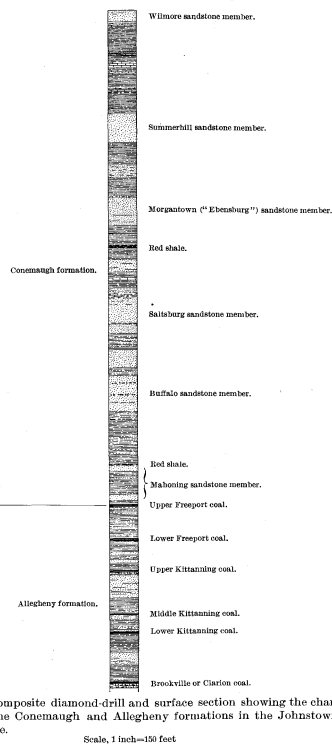 Wilmore sandstone member.
Summerhill sandstone member.
Morgantown ("Ebensburg") sandstone member.
Red shale.
Conemaugh formation.
Saltsburg sandstone member.
Buffalo sandstone member.
Red shale.
Mahoning sandstone member.
Upper Freeport coal.
Lower Freeport coal.
Upper Kittanning coal.
Allegheny formation.
Middle Kittanning coal.
Lower Kittanning coal.
Brookville or Clarion coal.
omposite diamond-drill and surface section showing the char
he Conemaugh and Allegheny formations in the Johnstow
e.
Scale, 1 inch=150 feet